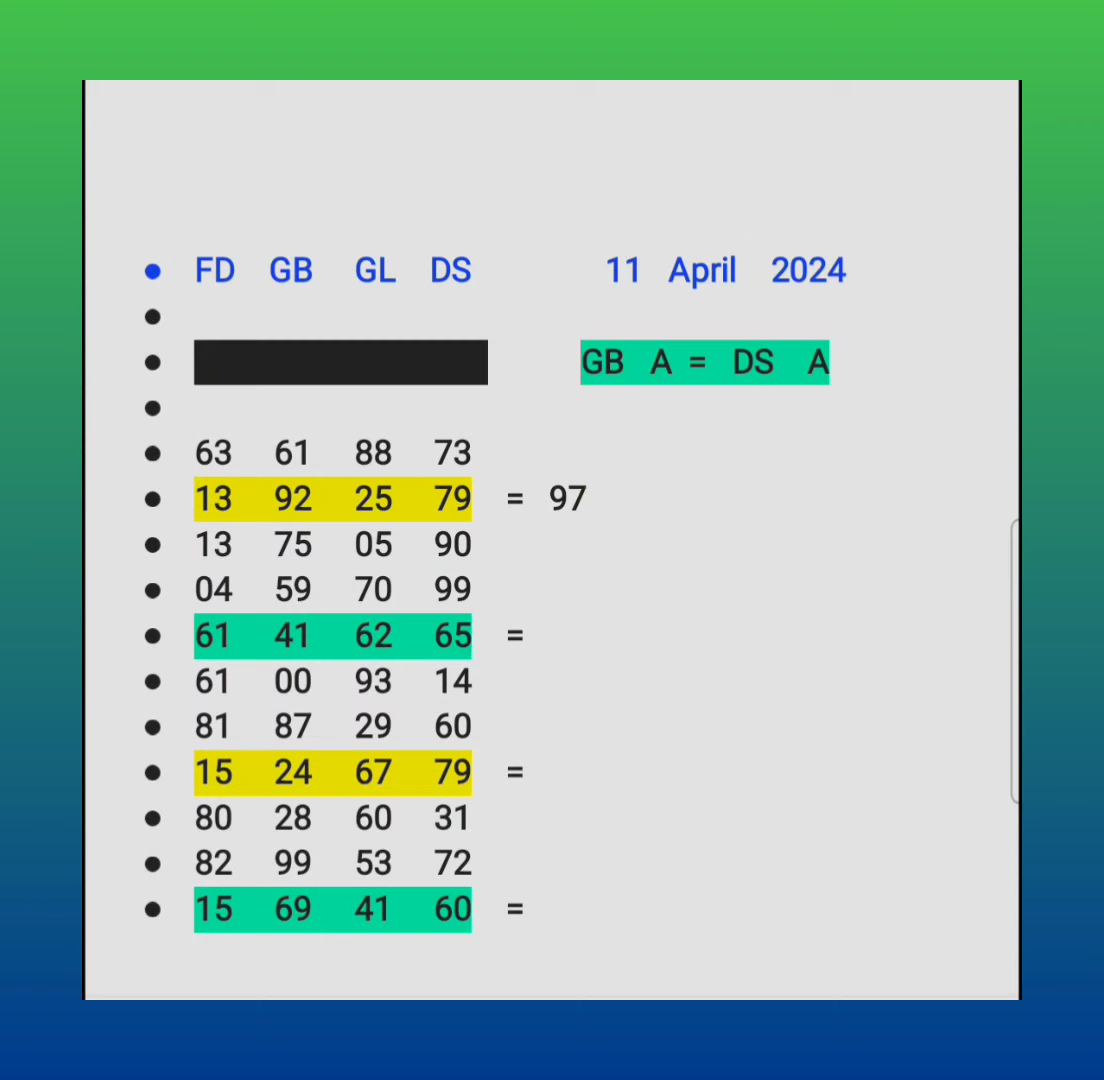 • FD GB GL DS 11 April 2024
•
• GB A = DS A
•
• 63 61 88 73
• 13 92 25 79 = 97
• 13 75 05 90
• 04 59 70 99
• 61 41 62 65 =
• 61 00 93 14
• 81 87 29 60
• 15 24 67 79 =
• 80 28 60 31
• 82 99 53 72
• 15 69 41 60 =